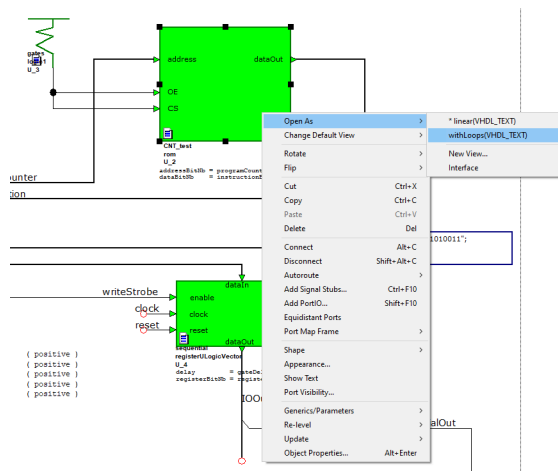 gates
U_3
address
dataOut
OE
CS
CNT_test
rom
U_2
addressBitNb = programCount
dataBitNb = instructionB
ounter
tion
Open As
* linear(VHDL_TEXT)
Change Default View
withLoops(VHDL_TEXT)
Rotate
New View...
Flip
Interface
Cut Ctrl+X
Copy Ctrl+C
Paste Ctrl+V
Delete Del
Connect Alt+C
Disconnect Shift+Alt+C
Autoroute
Add Signal Stubs... Ctrl+F10
Add PortIO... Shift+F10
Equidistant Ports
Port Map Frame
Shape
Appearance...
Show Text
Port Visibility...
Generics/Parameters
Re-level
Update
Object Properties... Alt+Enter
1010011";
dataIn
writeStrobe
enable
clock
clock
reset
reset
dataOut
sequential
registerULogicVector
U_4
delay = gateDel
registerBitNb = regist
( positive )
( positive )
( positive )
( positive )
( positive )
IOOu
alOut